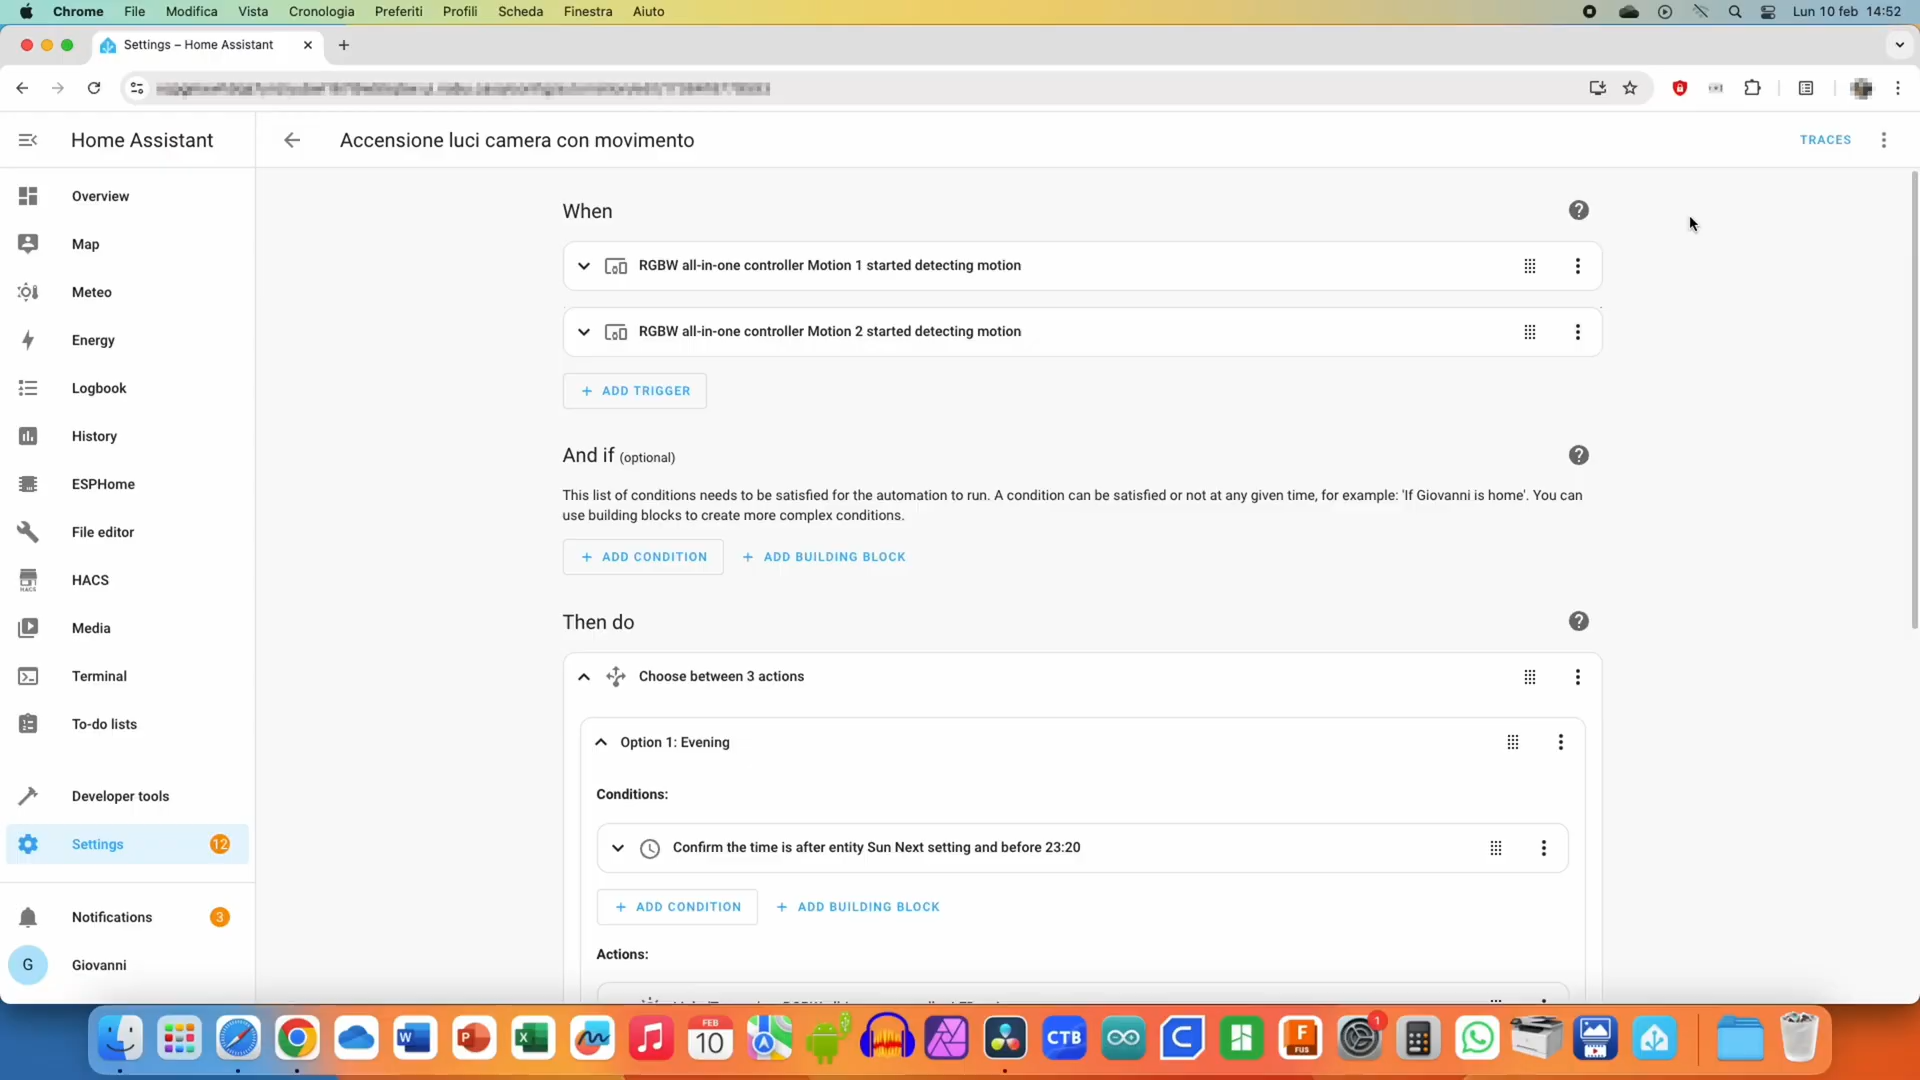 Chrome File Modifica Vista Cronologia Preferiti Profili Scheda Finestra Aiuto Lun 10 feb 14:52
Settings – Home Assistant
Home Assistant
Accensione luci camera con movimento
TRACES
Overview
Map
Meteo
Energy
Logbook
History
ESPHome
File editor
HACS
HACS
Media
Terminal
To-do lists
Developer tools
Settings 12
Notifications 3
G Giovanni
When
RGBW all-in-one controller Motion 1 started detecting motion
RGBW all-in-one controller Motion 2 started detecting motion
+ ADD TRIGGER
And if (optional)
This list of conditions needs to be satisfied for the automation to run. A condition can be satisfied or not at any given time, for example: 'If Giovanni is home'. You can
use building blocks to create more complex conditions.
+ ADD CONDITION + ADD BUILDING BLOCK
Then do
Choose between 3 actions
Option 1: Evening
Conditions:
Confirm the time is after entity Sun Next setting and before 23:20
+ ADD CONDITION + ADD BUILDING BLOCK
Actions:
W P X FEB 10 CTB C F FUS 1